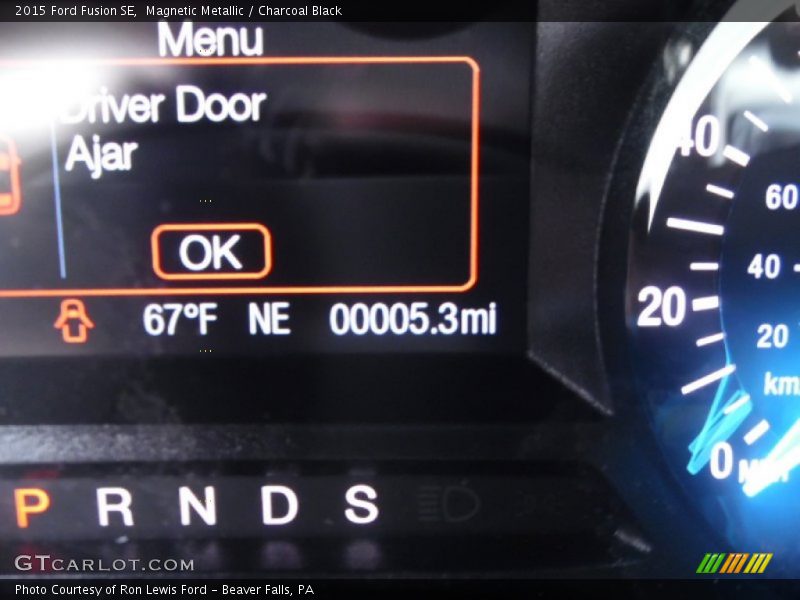 2015 Ford Fusion SE,  Magnetic Metallic / Charcoal Black
Menu
Driver Door
Ajar
OK
67°F NE 00005.3mi
40
60
40
20
20
km
0
P R N D S
GTCARLOT.COM
Photo Courtesy of Ron Lewis Ford - Beaver Falls, PA